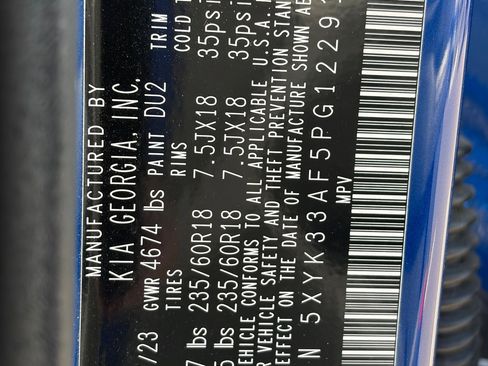 MANUFACTURED BY
KIA GEORGIA, INC.
/23 GVWR 4674 lbs PAINT DU2 TRIM
TIRES RIMS COLD T
lbs 235/60R18 7.5JX18 35psi
lbs 235/60R18 7.5JX18 35psi
VEHICLE CONFORMS TO ALL APPLICABLE U.S.A.
VEHICLE SAFETY AND THEFT PREVENTION STAN
EFFECT ON THE DATE OF MANUFACTURE SHOWN AB
N 5XYK33AF5PG1229
MPV